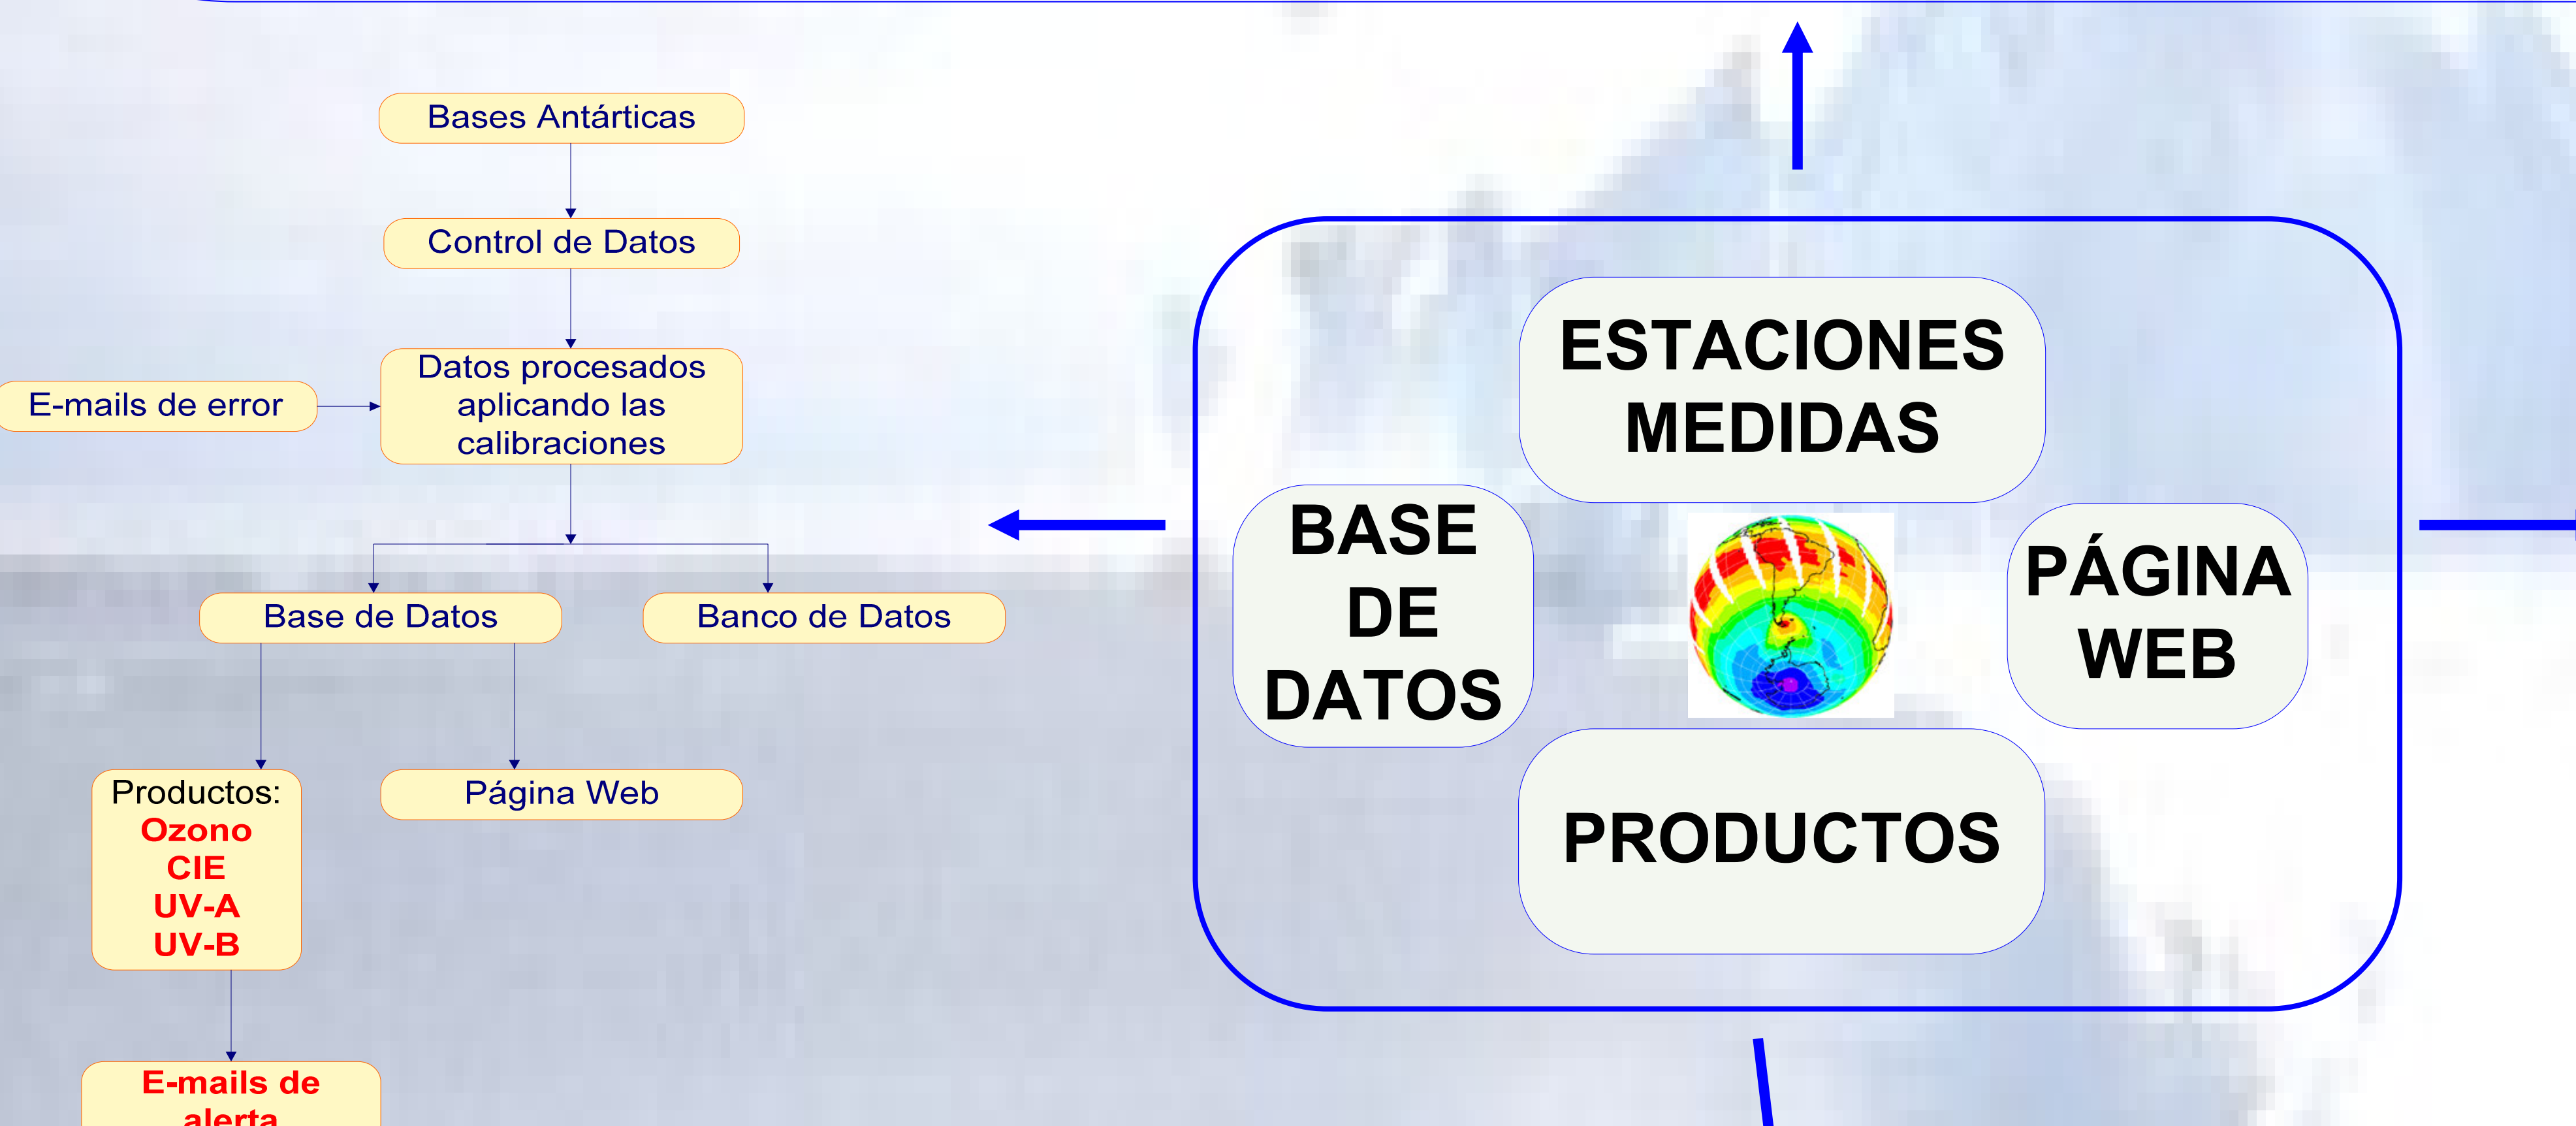 Bases Antárticas
Control de Datos
Datos procesados
aplicando las
calibraciones
E-mails de error
Base de Datos
Banco de Datos
Productos:
Ozono
CIE
UV-A
UV-B
Página Web
E-mails de
alerta
ESTACIONES
MEDIDAS
BASE
DE
DATOS
PÁGINA
WEB
PRODUCTOS